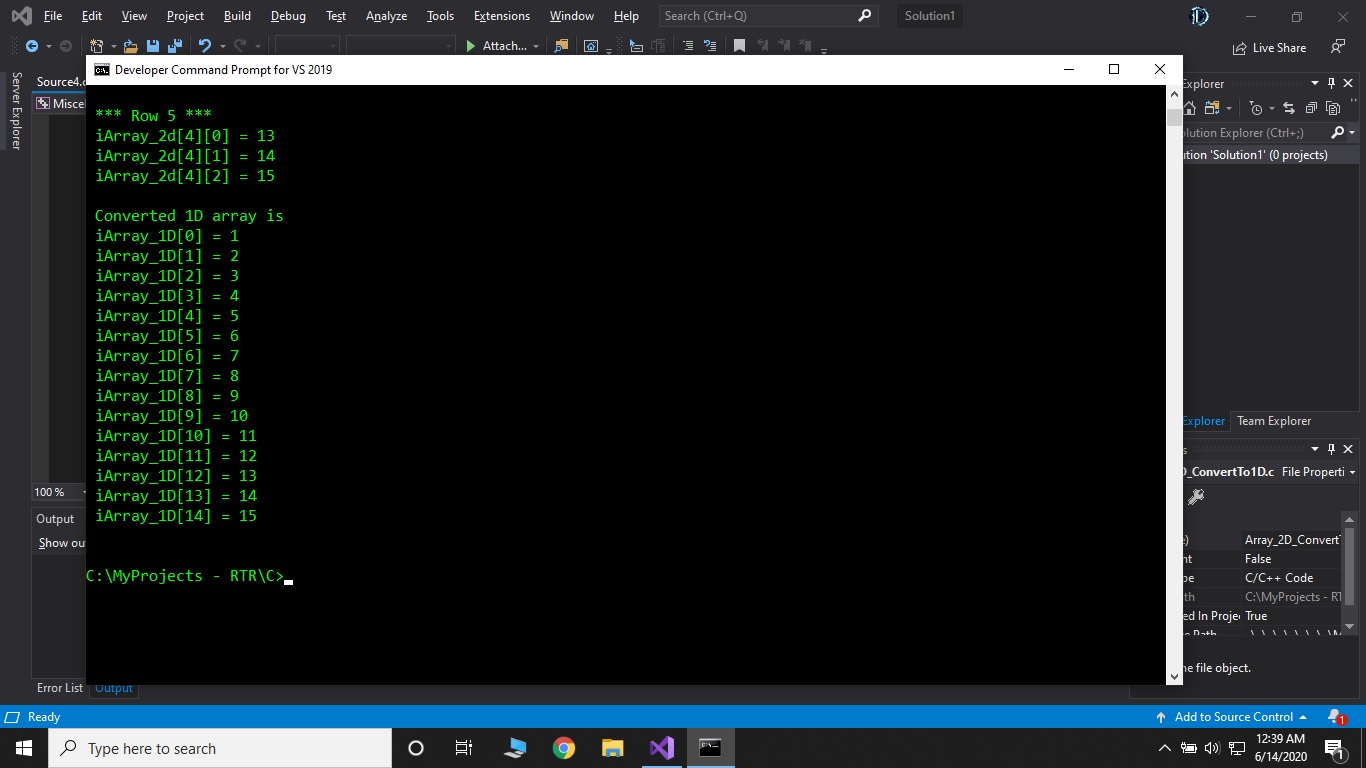 File Edit View Project Build Debug Test Analyze Tools Extensions Window Help Search (Ctrl+Q) Solution1
Attach... Live Share
Developer Command Prompt for VS 2019
Server Explorer
Source4.c
Miscel
*** Row 5 ***
iArray_2d[4][0] = 13
iArray_2d[4][1] = 14
iArray_2d[4][2] = 15
Converted 1D array is
iArray_1D[0] = 1
iArray_1D[1] = 2
iArray_1D[2] = 3
iArray_1D[3] = 4
iArray_1D[4] = 5
iArray_1D[5] = 6
iArray_1D[6] = 7
iArray_1D[7] = 8
iArray_1D[8] = 9
iArray_1D[9] = 10
iArray_1D[10] = 11
iArray_1D[11] = 12
iArray_1D[12] = 13
iArray_1D[13] = 14
iArray_1D[14] = 15
C:\MyProjects - RTR\C>
Explorer
olution Explorer (Ctrl+;)
ution 'Solution1' (0 projects)
Explorer Team Explorer
D_ConvertTo1D.c File Properti
Array_2D_Convert
nt False
pe C/C++ Code
th C:\MyProjects - RT
ed In Proje True
ne file object.
100 %
Output
Show ou
Error List Output
Ready Add to Source Control 1
Type here to search
12:39 AM
6/14/2020
1